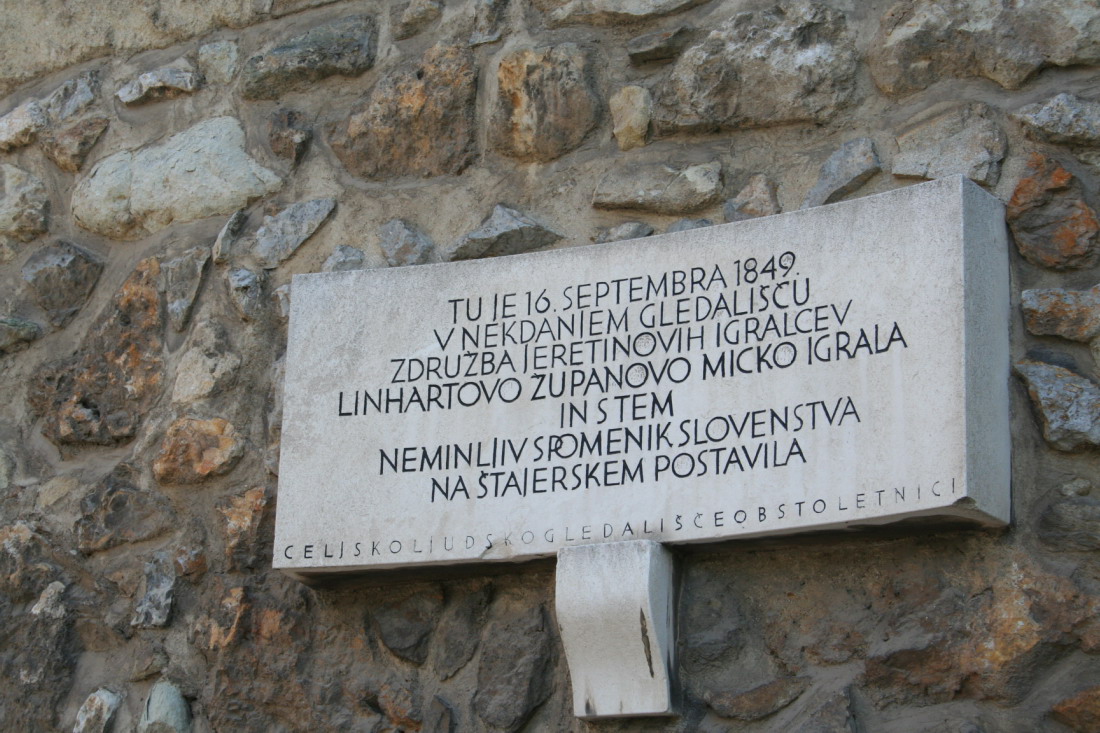 TU JE 16. SEPTEMBRA 1849.
V NEKDANJEM GLEDALIŠČU
ZDRUŽBA JERETINOVIH IGRALCEV
LINHARTOVO ŽUPANOVO MICKO IGRALA
IN S TEM
NEMINLJIV SPOMENIK SLOVENSTVA
NA ŠTAJERSKEM POSTAVILA
CELJSKO LJUDSKO GLEDALIŠČE OB STOLETNICI